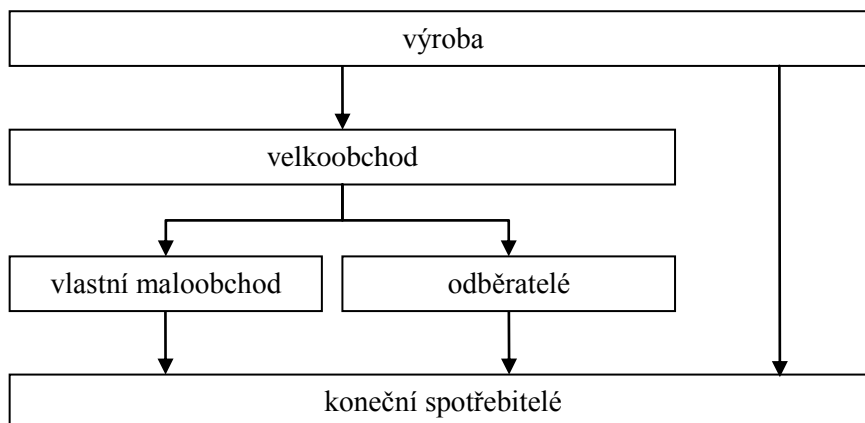 výroba
velkoobchod
vlastní maloobchod
odběratelé
koneční spotřebitelé